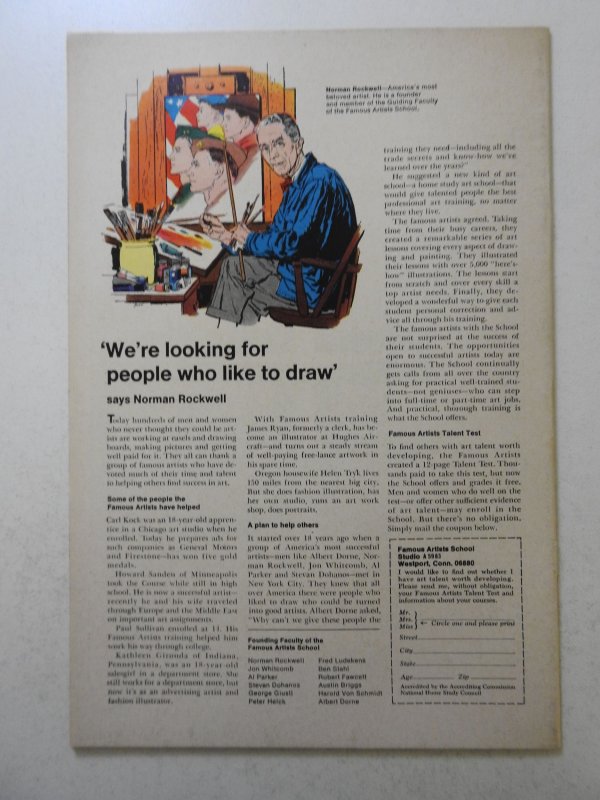 Norman Rockwell—America's most
beloved artist. He is a founder
and member of the Guiding Faculty
of the Famous Artists School.
'We're looking for
people who like to draw'
says Norman Rockwell
Today hundreds of men and women
who never thought they could be art-
ists are working at easels and drawing
boards, making pictures and getting
well paid for it. They all can thank a
group of famous artists who have de-
voted much of their time and talent
to helping others find success in art.
Some of the people the
Famous Artists have helped
Carl Kock was an 18-year-old appren-
tice in a Chicago art studio when he
enrolled. Today he prepares ads for
such companies as General Motors
and Firestone—has won five gold
medals.
Howard Sanden of Minneapolis
took the Course while still in high
school. He is now a successful artist—
recently he and his wife traveled
through Europe and the Middle East
on important art assignments.
Paul Sullivan enrolled at 14. His
Famous Artists training helped him
work his way through college.
Kathleen Gironda of Indiana,
Pennsylvania, was an 18-year-old
salesgirl in a department store. She
still works for a department store, but
now it's as an advertising artist and
fashion illustrator.
With Famous Artists training
James Ryan, formerly a clerk, has be-
come an illustrator at Hughes Air-
craft—and turns out a steady stream
of well-paying free-lance artwork in
his spare time.
Oregon housewife Helen Tryk lives
150 miles from the nearest big city.
But she does fashion illustration, has
her own studio, runs an art work
shop, does portraits.
A plan to help others
It started over 18 years ago when a
group of America's most successful
artists—men like Albert Dorne, Nor-
man Rockwell, Jon Whitcomb, Al
Parker and Stevan Dohanos—met in
New York City. They knew that all
over America there were people who
liked to draw who could be turned
into good artists. Albert Dorne asked,
"Why can't we give these people the
Founding Faculty of the
Famous Artists School
Norman Rockwell
Jon Whitcomb
Al Parker
Stevan Dohanos
George Giusti
Peter Helck
Fred Ludekens
Ben Stahl
Robert Fawcett
Austin Briggs
Harold Von Schmidt
Albert Dorne
training they need—including all the
trade secrets and know-how we've
learned over the years?"
He suggested a new kind of art
school—a home study art school—that
would give talented people the best
professional art training, no matter
where they live.
The famous artists agreed. Taking
time from their busy careers, they
created a remarkable series of art
lessons covering every aspect of draw-
ing and painting. They illustrated
their lessons with over 5,000 "here's-
how" illustrations. The lessons start
from scratch and cover every skill a
top artist needs. Finally, they de-
veloped a wonderful way to give each
student personal correction and ad-
vice all through his training.
The famous artists with the School
are not surprised at the success of
their students. The opportunities
open to successful artists today are
enormous. The School continually
gets calls from all over the country
asking for practical well-trained stu-
dents—not geniuses—who can step
into full-time or part-time art jobs.
And practical, thorough training is
what the School offers.
Famous Artists Talent Test
To find others with art talent worth
developing, the Famous Artists
created a 12-page Talent Test. Thou-
sands paid to take this test, but now
the School offers and grades it free.
Men and women who do well on the
test—or offer other sufficient evidence
of art talent—may enroll in the
School. But there's no obligation.
Simply mail the coupon below.
Famous Artists School
Studio A 5983
Westport, Conn. 06880
I would like to find out whether I
have art talent worth developing.
Please send me, without obligation,
your Famous Artists Talent Test and
information about your courses.
Mr.
Mrs.
Miss
← Circle one and please print
Street
City
State
Age Zip
Accredited by the Accrediting Commission
National Home Study Council